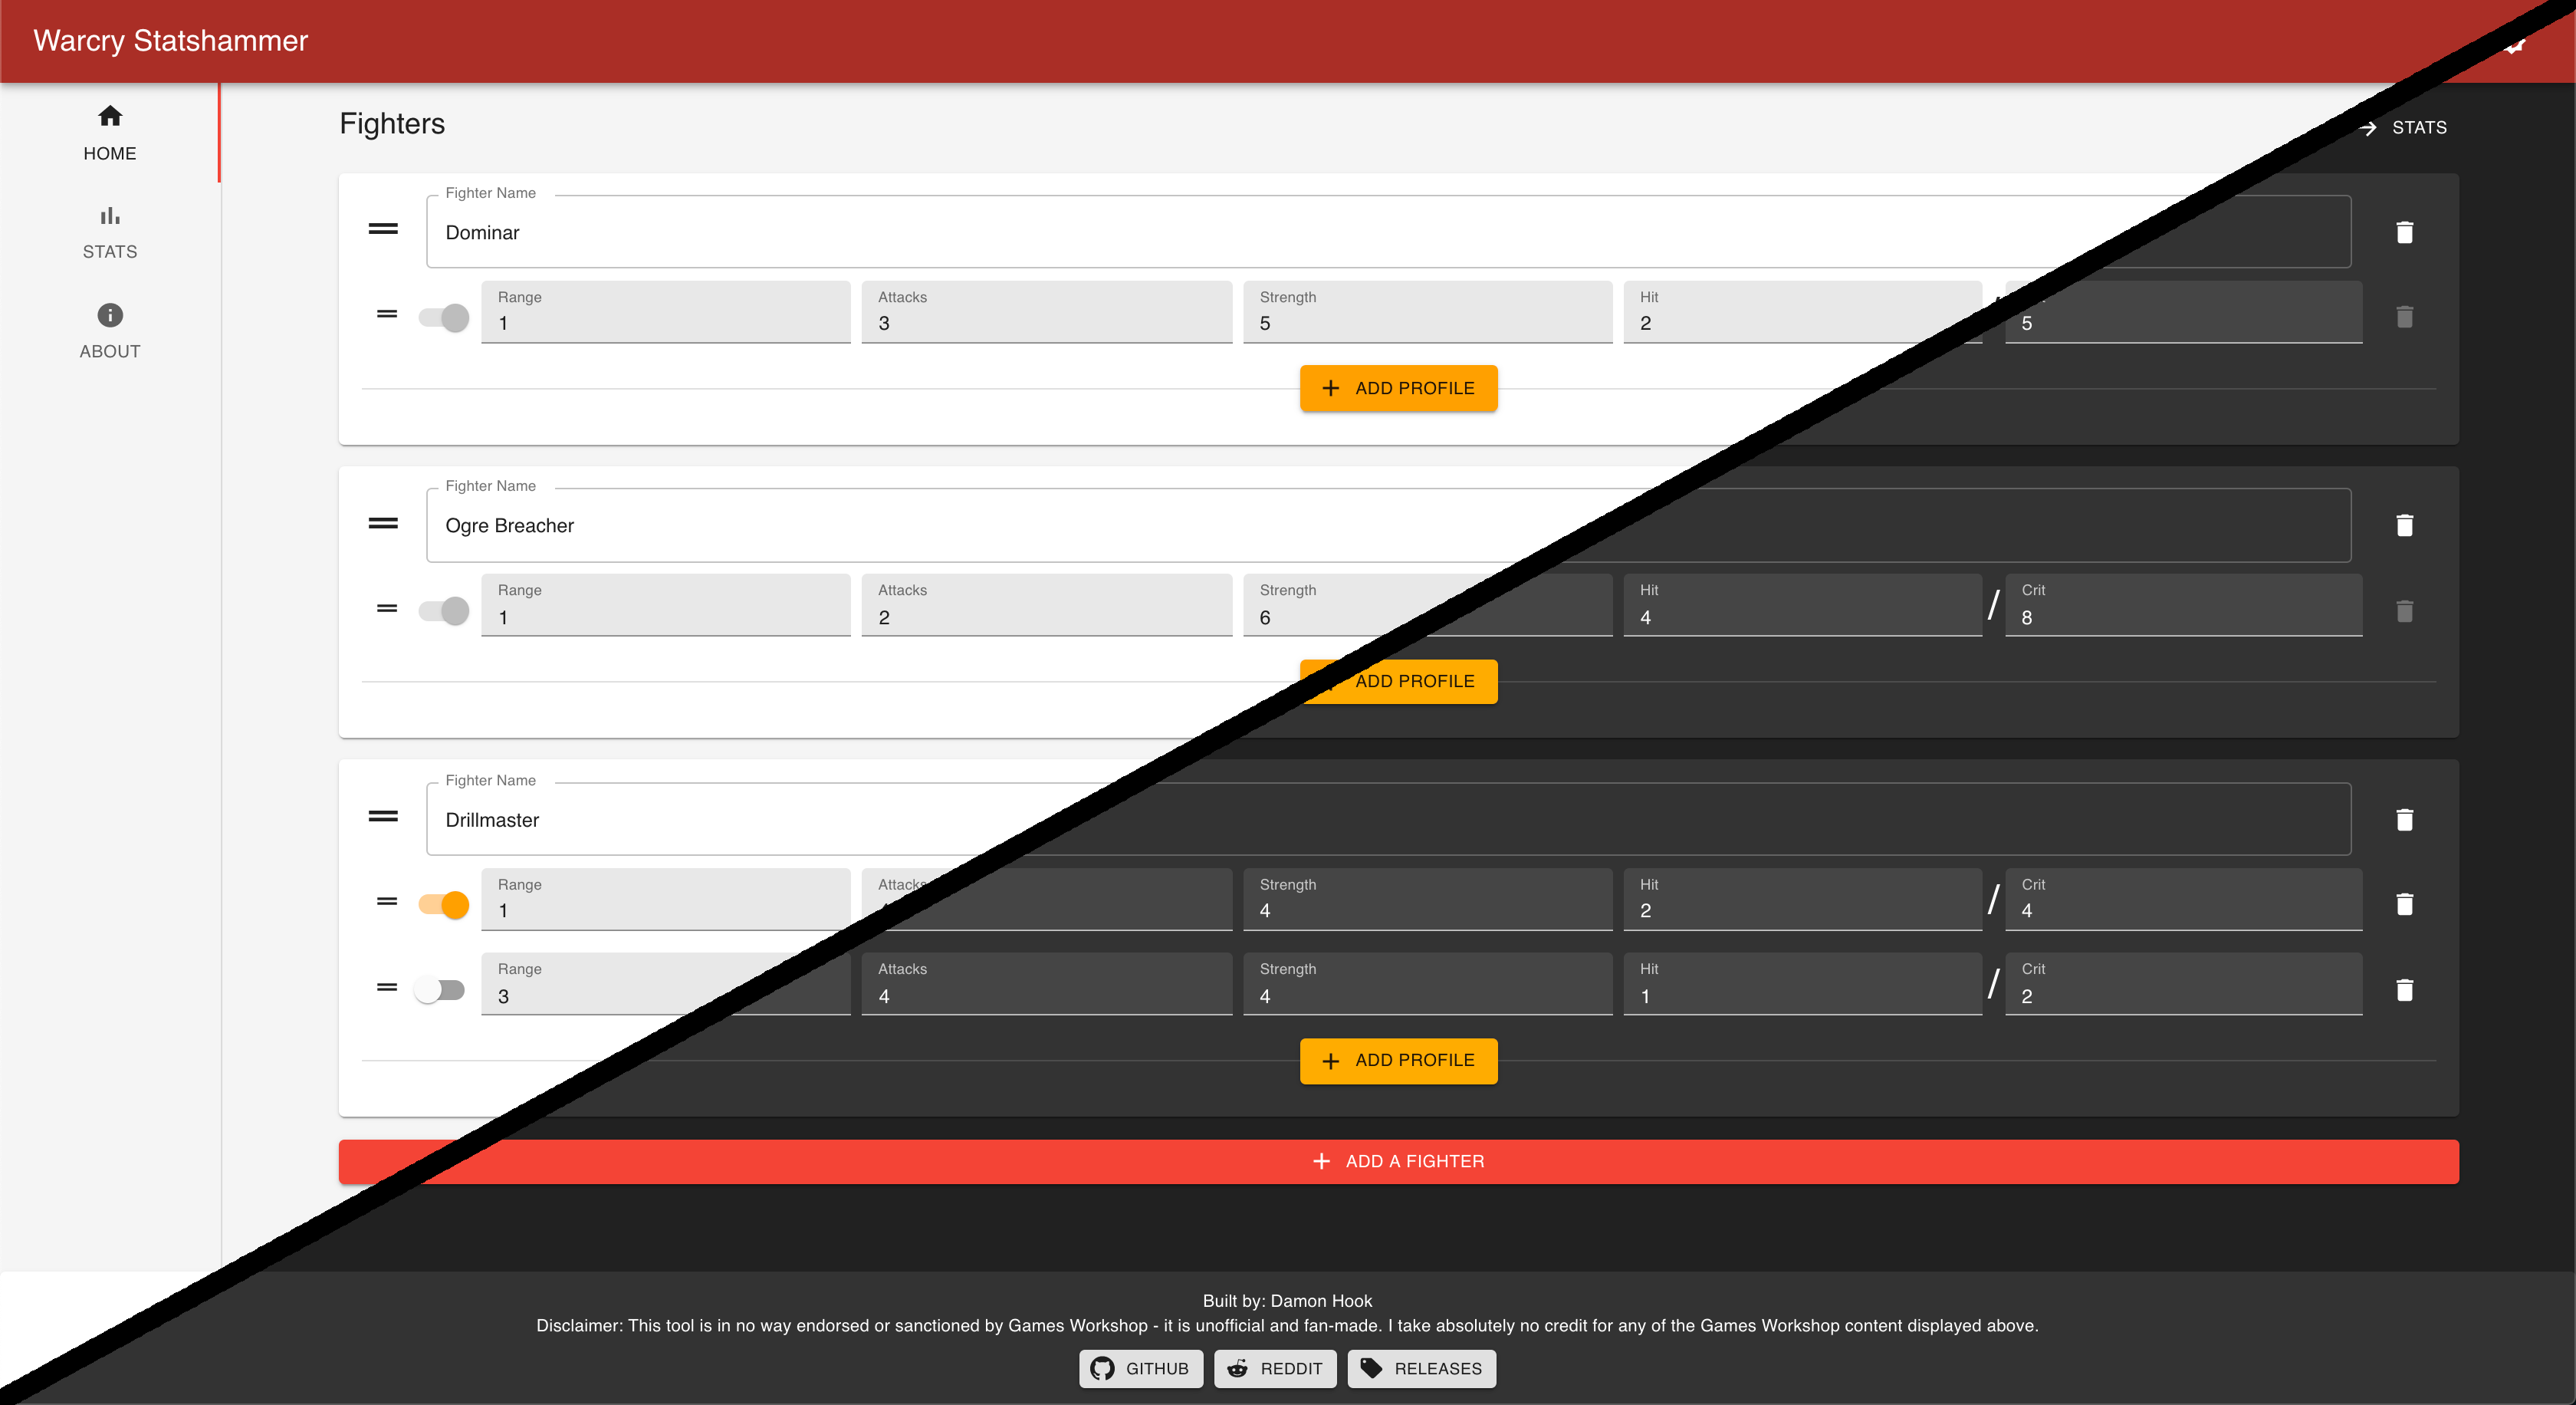 Warcry Statshammer
HOME
STATS
ABOUT
Fighters
STATS
Fighter Name
Dominar
Range Attacks Strength Hit
1 3 5 2 5
ADD PROFILE
Fighter Name
Ogre Breacher
Range Attacks Strength Hit Crit
1 2 6 4 / 8
ADD PROFILE
Fighter Name
Drillmaster
Range Attacks Strength Hit Crit
1 4 2 / 4
Range Attacks Strength Hit Crit
3 4 4 1 / 2
ADD PROFILE
ADD A FIGHTER
Built by: Damon Hook
Disclaimer: This tool is in no way endorsed or sanctioned by Games Workshop - it is unofficial and fan-made. I take absolutely no credit for any of the Games Workshop content displayed above.
GITHUB REDDIT RELEASES